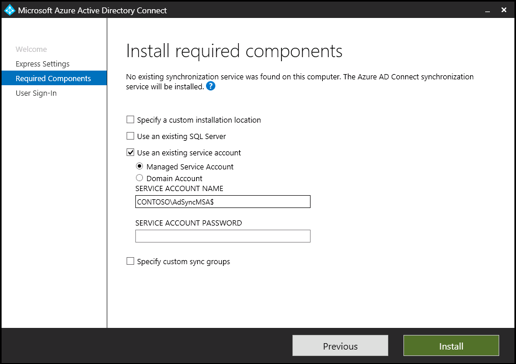 Microsoft Azure Active Directory Connect
Welcome
Express Settings
Required Components
User Sign-In
Install required components
No existing synchronization service was found on this computer. The Azure AD Connect synchronization
service will be installed. ?
Specify a custom installation location
Use an existing SQL Server
Use an existing service account
Managed Service Account
Domain Account
SERVICE ACCOUNT NAME
CONTOSO\AdSyncMSA$
SERVICE ACCOUNT PASSWORD
Specify custom sync groups
Previous
Install